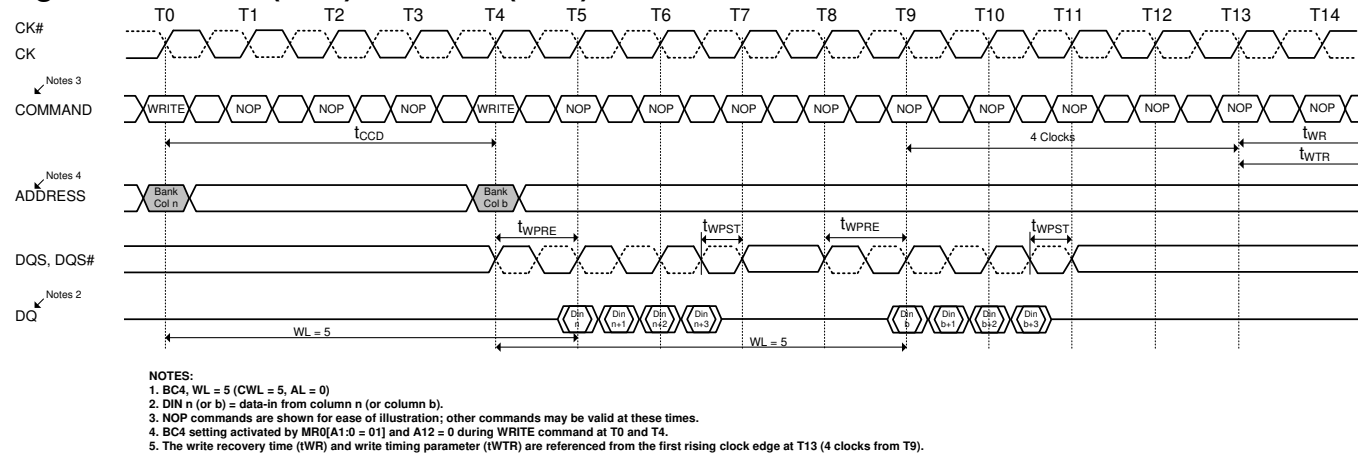 T0 T1 T2 T3 T4 T5 T6 T7 T8 T9 T10 T11 T12 T13 T14
CK#
CK
Notes 3
COMMAND WRITE NOP NOP NOP WRITE NOP NOP NOP NOP NOP NOP NOP NOP NOP NOP
tCCD 4 Clocks tWR
tWTR
Notes 4
ADDRESS
Bank Bank
Col n Col b
tWPRE tWPST tWPRE tWPST
DQS, DQS#
Notes 2
DQ
Din Din Din Din Din Din Din Din
n n+1 n+2 n+3 b b+1 b+2 b+3
WL = 5 WL = 5
NOTES:
1. BC4, WL = 5 (CWL = 5, AL = 0)
2. DIN n (or b) = data-in from column n (or column b).
3. NOP commands are shown for ease of illustration; other commands may be valid at these times.
4. BC4 setting activated by MR0[A1:0 = 01] and A12 = 0 during WRITE command at T0 and T4.
5. The write recovery time (tWR) and write timing parameter (tWTR) are referenced from the first rising clock edge at T13 (4 clocks from T9).